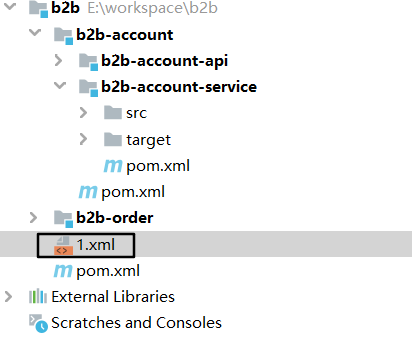 b2b E:\workspace\b2b
b2b-account
b2b-account-api
b2b-account-service
src
target
m pom.xml
m pom.xml
b2b-order
1.xml
m pom.xml
External Libraries
Scratches and Consoles